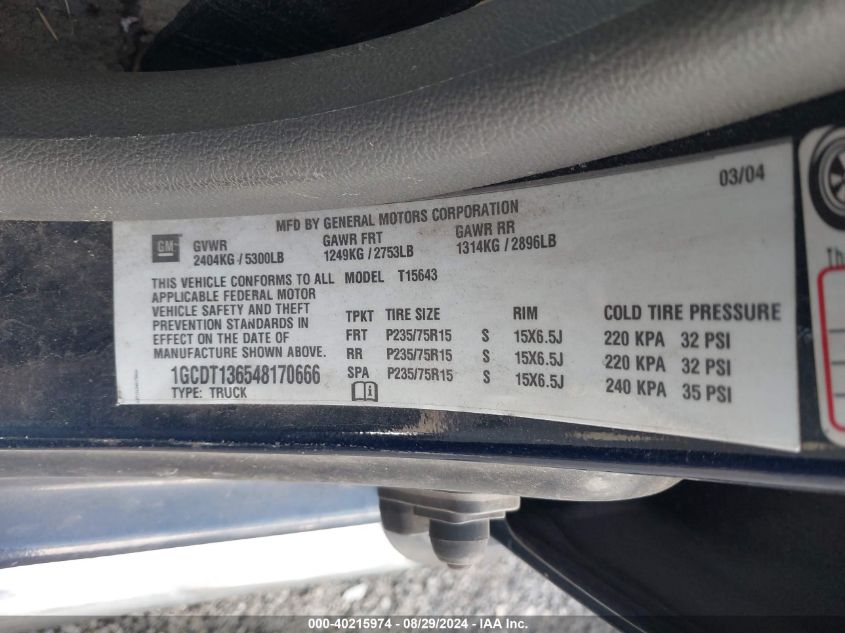 03/04
MFD BY GENERAL MOTORS CORPORATION
GM
GVWR GAWR FRT GAWR RR
2404KG / 5300LB 1249KG / 2753LB 1314KG / 2896LB
THIS VEHICLE CONFORMS TO ALL
APPLICABLE FEDERAL MOTOR
VEHICLE SAFETY AND THEFT
PREVENTION STANDARDS IN
EFFECT ON THE DATE OF
MANUFACTURE SHOWN ABOVE
MODEL T15643
TPKT TIRE SIZE RIM COLD TIRE PRESSURE
FRT P235/75R15 S 15X6.5J 220 KPA 32 PSI
RR P235/75R15 S 15X6.5J 220 KPA 32 PSI
SPA P235/75R15 S 15X6.5J 240 KPA 35 PSI
1GCDT136548170666
TYPE: TRUCK
Th
40215974 - 08/29/2024 - IAA